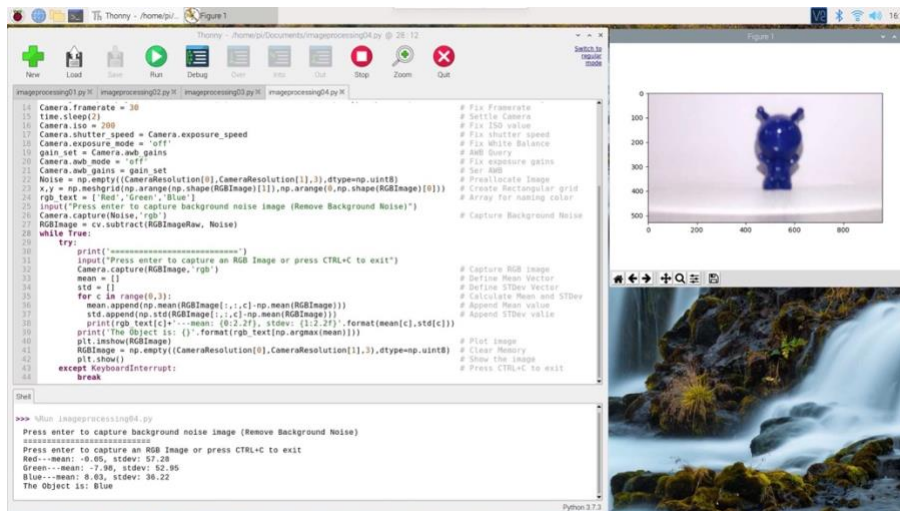 Thonny - /home/pi/...
Figure 1
16:
Thonny - /home/pi/Documents/imageprocessing04.py @ 28 : 12
New
Load
Save
Run
Debug
Over
Into
Out
Stop
Zoom
Quit
Switch to
regular
mode
imageprocessing01.py
imageprocessing02.py
imageprocessing03.py
imageprocessing04.py
14 Camera.framerate = 30 # Fix Framerate
15 time.sleep(2) # Settle Camera
16 Camera.iso = 200 # Fix ISO value
17 Camera.shutter_speed = Camera.exposure_speed # Fix shutter speed
18 Camera.exposure_mode = 'off' # Fix White Balance
19 gain_set = Camera.awb_gains # AWB Query
20 Camera.awb_mode = 'off' # Fix exposure gains
21 Camera.awb_gains = gain_set # Ser AWB
22 Noise = np.empty((CameraResolution[0],CameraResolution[1],3),dtype=np.uint8) # Preallocate Image
23 x,y = np.meshgrid(np.arange(np.shape(RGBImage)[1]),np.arange(0,np.shape(RGBImage)[0])) # Create Rectangular grid
24 rgb_text = ['Red','Green','Blue'] # Array for naming color
25 input("Press enter to capture background noise image (Remove Background Noise)")
26 Camera.capture(Noise,'rgb') # Capture Background Noise
27 RGBImage = cv.subtract(RGBImageRaw, Noise)
28 while True:
29 try:
30 print('===========================')
31 input("Press enter to capture an RGB Image or press CTRL+C to exit")
32 Camera.capture(RGBImage,'rgb') # Capture RGB image
33 mean = [] # Define Mean Vector
34 std = [] # Define STDev Vector
35 for c in range(0,3): # Calculate Mean and STDev
36 mean.append(np.mean(RGBImage[:,:,c]-np.mean(RGBImage))) # Append Mean value
37 std.append(np.std(RGBImage[:,:,c]-np.mean(RGBImage))) # Append STDev valie
38 print(rgb_text[c]+'---mean: {0:2.2f}, stdev: {1:2.2f}'.format(mean[c],std[c]))
39 print('The Object is: {}'.format(rgb_text[np.argmax(mean)]))
40 plt.imshow(RGBImage) # Plot image
41 RGBImage = np.empty((CameraResolution[0],CameraResolution[1],3),dtype=np.uint8) # Clear Memory
42 plt.show() # Show the image
43 except KeyboardInterrupt: # Press CTRL+C to exit
44 break
Shell
>>> %Run imageprocessing04.py
Press enter to capture background noise image (Remove Background Noise)
===========================
Press enter to capture an RGB Image or press CTRL+C to exit
Red---mean: -0.05, stdev: 57.28
Green---mean: -7.98, stdev: 52.95
Blue---mean: 8.03, stdev: 36.22
The Object is: Blue
Python 3.7.3
Figure 1
0
100
200
300
400
500
0 200 400 600 800